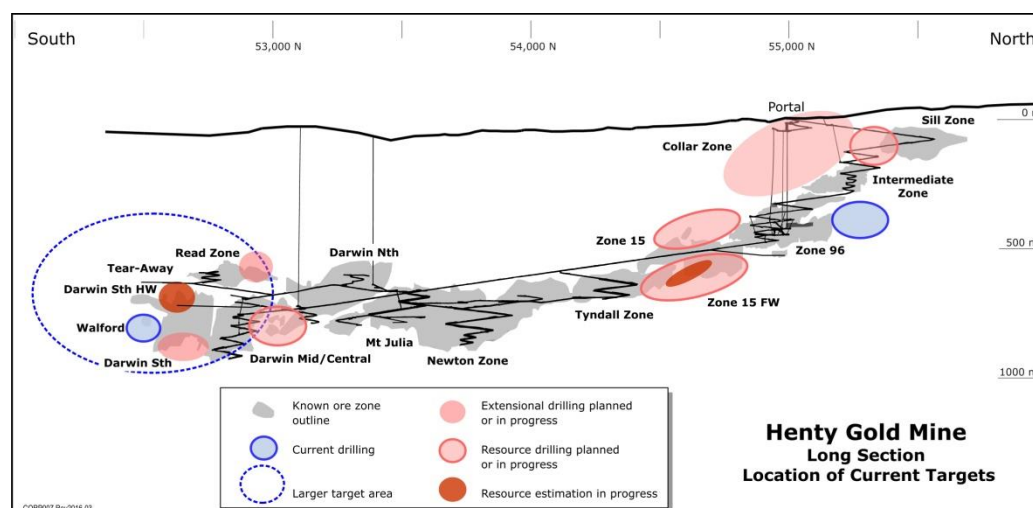 South
53,000 N
54,000 N
55,000 N
North
Portal
0 m
Sill Zone
Collar Zone
Intermediate
Zone
Zone 15
Read Zone
Darwin Nth
500 m
Zone 96
Tear-Away
Darwin Sth HW
Zone 15 FW
Tyndall Zone
Walford
Mt Julia
Darwin Sth
Darwin Mid/Central
Newton Zone
1000 m
Known ore zone
outline
Extensional drilling planned
or in progress
Current drilling
Resource drilling planned
or in progress
Larger target area
Resource estimation in progress
Henty Gold Mine
Long Section
Location of Current Targets